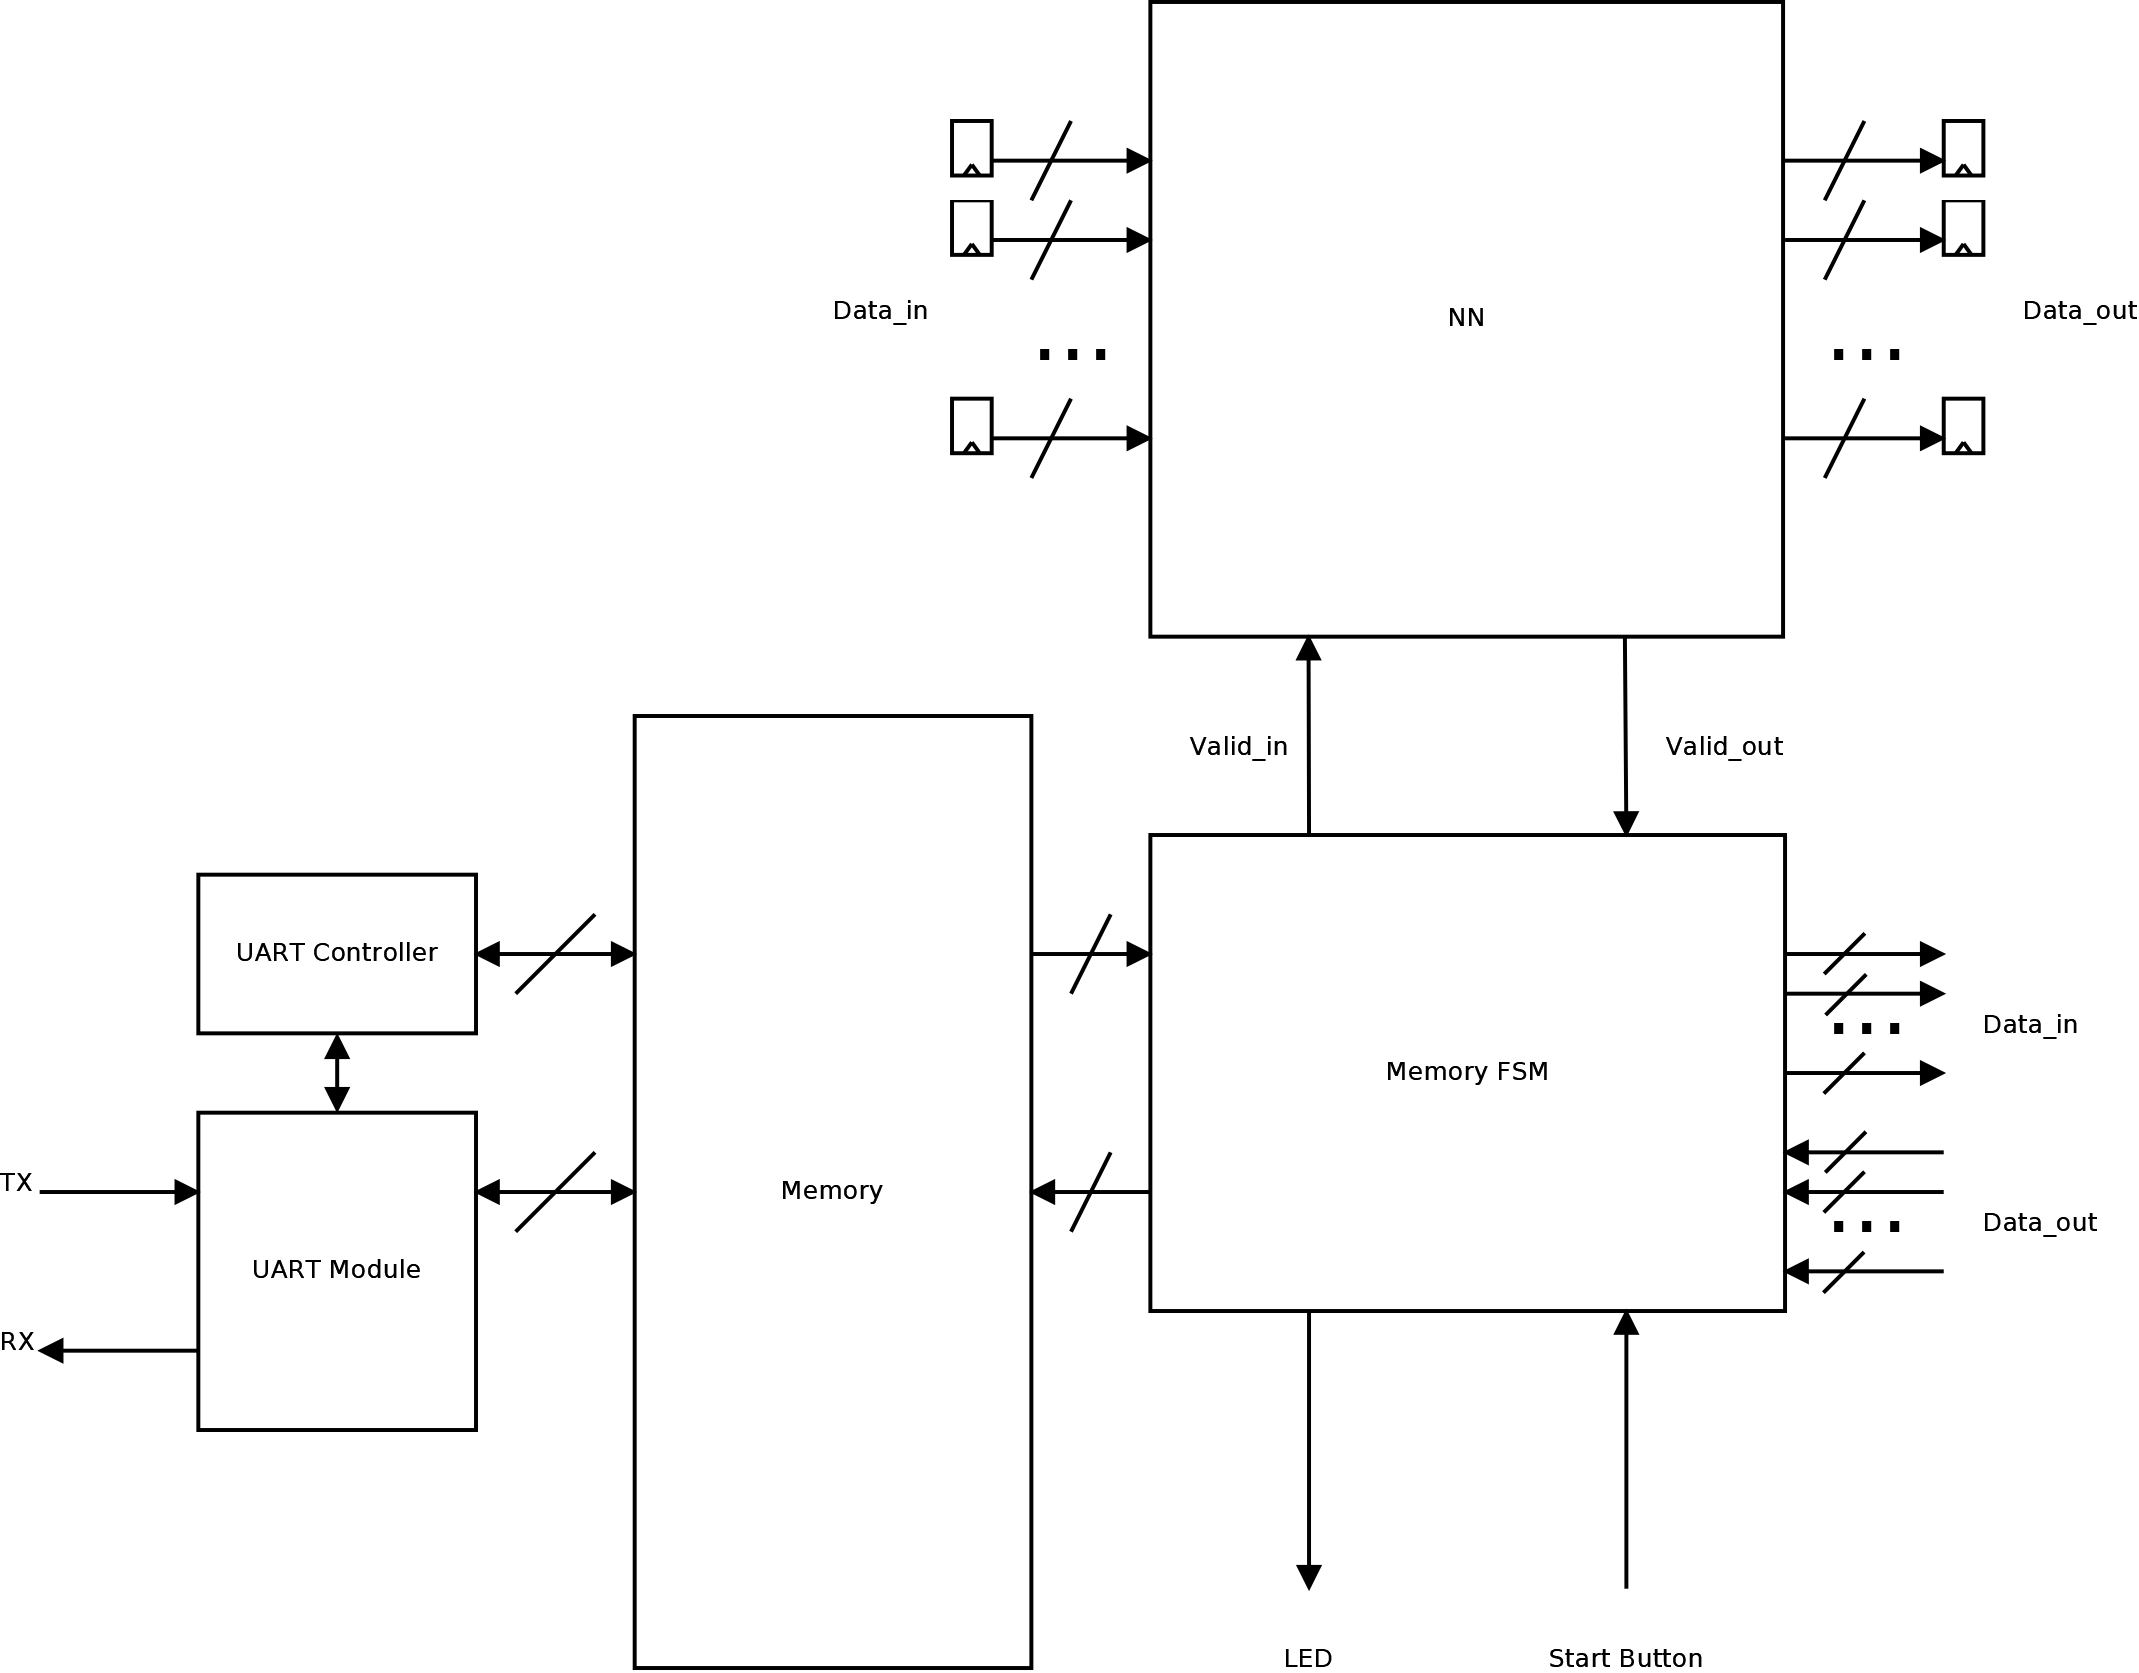 Data_in
NN
Data_out
...
...
Valid_in
Valid_out
UART Controller
Data_in
...
Memory FSM
TX
Memory
Data_out
...
UART Module
RX
LED
Start Button